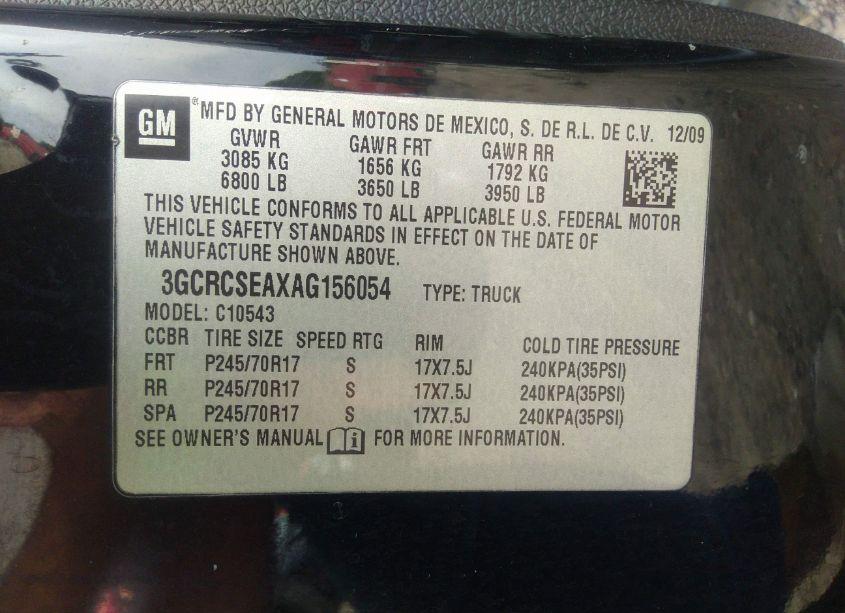 GM ® MFD BY GENERAL MOTORS DE MEXICO, S. DE R.L. DE C.V. 12/09
GVWR GAWR FRT GAWR RR
3085 KG 1656 KG 1792 KG
6800 LB 3650 LB 3950 LB
THIS VEHICLE CONFORMS TO ALL APPLICABLE U.S. FEDERAL MOTOR
VEHICLE SAFETY STANDARDS IN EFFECT ON THE DATE OF
MANUFACTURE SHOWN ABOVE.
3GCRCSEAXAG156054 TYPE: TRUCK
MODEL: C10543
CCBR TIRE SIZE SPEED RTG RIM COLD TIRE PRESSURE
FRT P245/70R17 S 17X7.5J 240KPA(35PSI)
RR P245/70R17 S 17X7.5J 240KPA(35PSI)
SPA P245/70R17 S 17X7.5J 240KPA(35PSI)
SEE OWNER'S MANUAL FOR MORE INFORMATION.